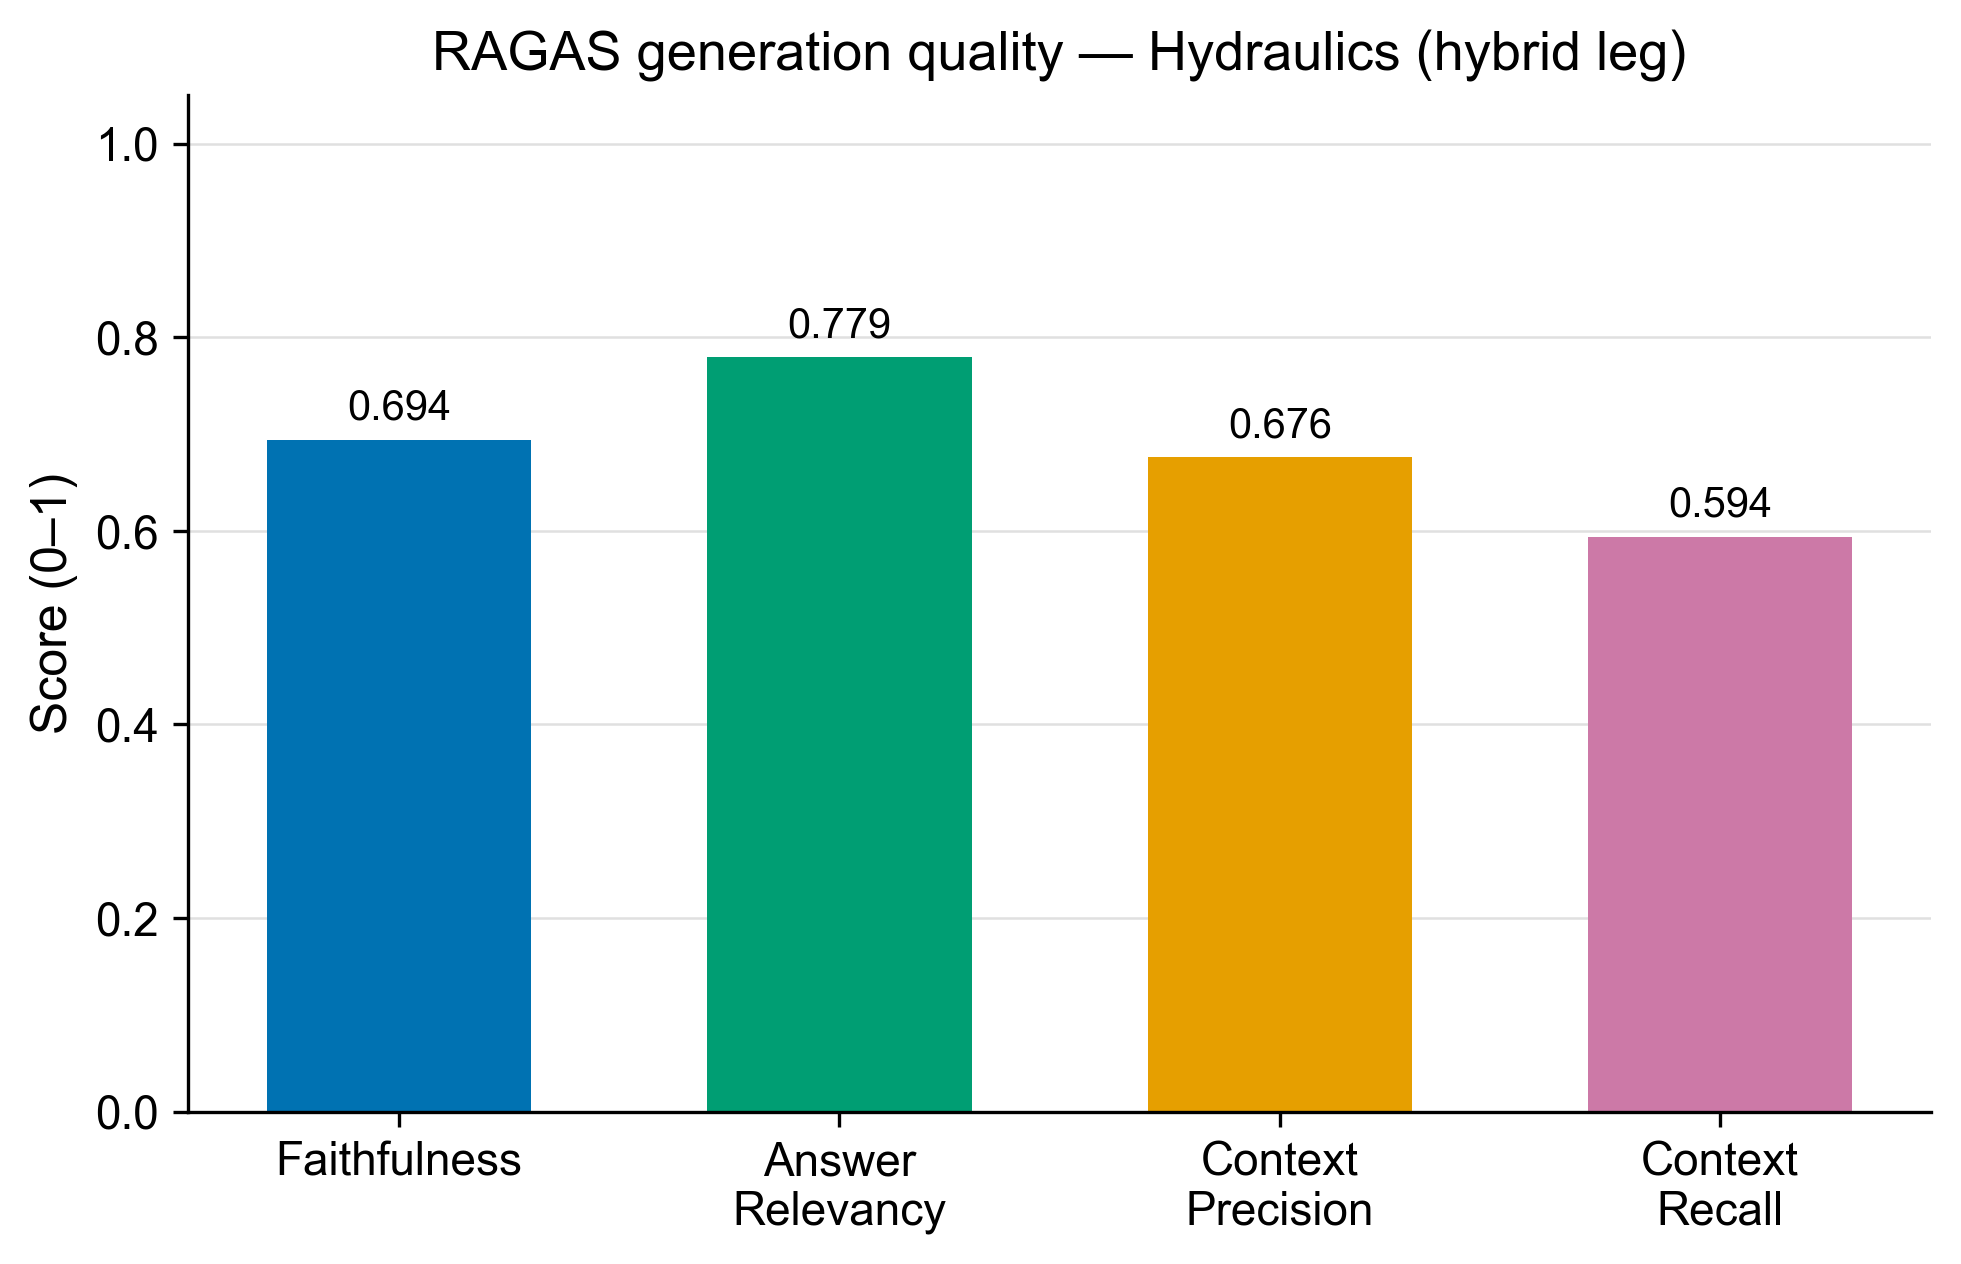 RAGAS generation quality — Hydraulics (hybrid leg)
Score (0–1)
1.0
0.8
0.6
0.4
0.2
0.0
0.694
0.779
0.676
0.594
Faithfulness
Answer
Relevancy
Context
Precision
Context
Recall